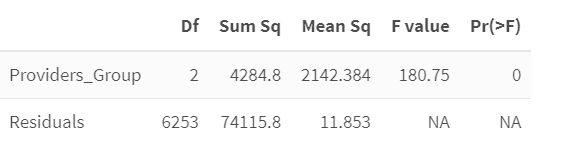 Df Sum Sq Mean Sq F value Pr(>F)
Providers_Group 2 4284.8 2142.384 180.75 0
Residuals 6253 74115.8 11.853 NA NA